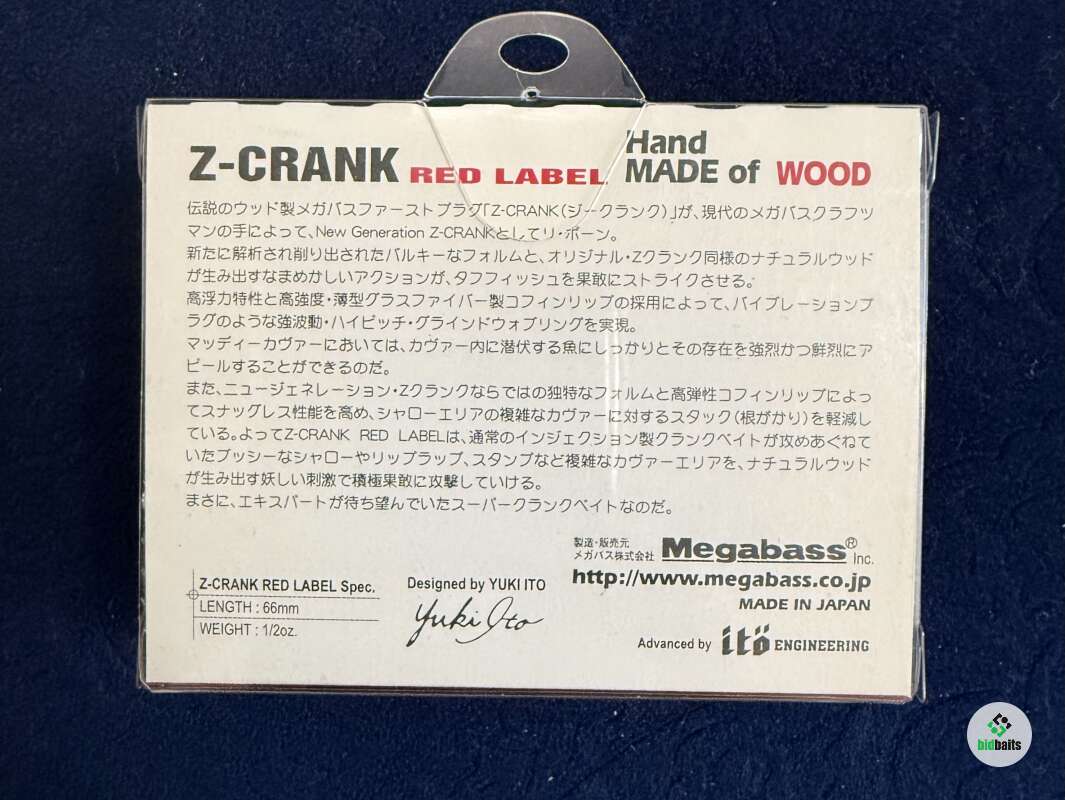 Z-CRANK RED LABEL Hand MADE of WOOD
伝説のウッド製メガバスファーストプラグ「Z-CRANK(ジークランク)」が、現代のメガバスクラフツ
マンの手によって、New Generation Z-CRANKとしてリ・ボーン。
新たに解析され削り出されたバルキーなフォルムと、オリジナル・Zクランク同様のナチュラルウッド
が生み出すなまめかしいアクションが、タフフィッシュを果敢にストライクさせる。
高浮力特性と高強度・薄型グラスファイバー製コフィンリップの採用によって、バイブレーションプ
ラグのような強波動・ハイピッチ・グラインドウォブリングを実現。
マッディーカヴァーにおいては、カヴァー内に潜伏する魚にしっかりとその存在を強烈かつ鮮烈にア
ピールすることができるのだ。
また、ニュージェネレーション・Zクランクならではの独特なフォルムと高弾性コフィンリップによっ
てスナッグレス性能を高め、シャローエリアの複雑なカヴァーに対するスタック(根がかり)を軽減
している。よってZ-CRANK RED LABELは、通常のインジェクション製クランクベイトが攻めあぐねて
いたブッシーなシャローやリップラップ、スタンプなど複雑なカヴァーエリアを、ナチュラルウッド
が生み出す妖しい刺激で積極果敢に攻撃していける。
まさに、エキスパートが待ち望んでいたスーパークランクベイトなのだ。
製造・販売元
メガバス株式会社 Megabass® Inc.
http://www.megabass.co.jp
MADE IN JAPAN
Z-CRANK RED LABEL Spec.
LENGTH : 66mm
WEIGHT : 1/2oz.
Designed by YUKI ITO
Yuki Ito
Advanced by itö ENGINEERING
bidbaits